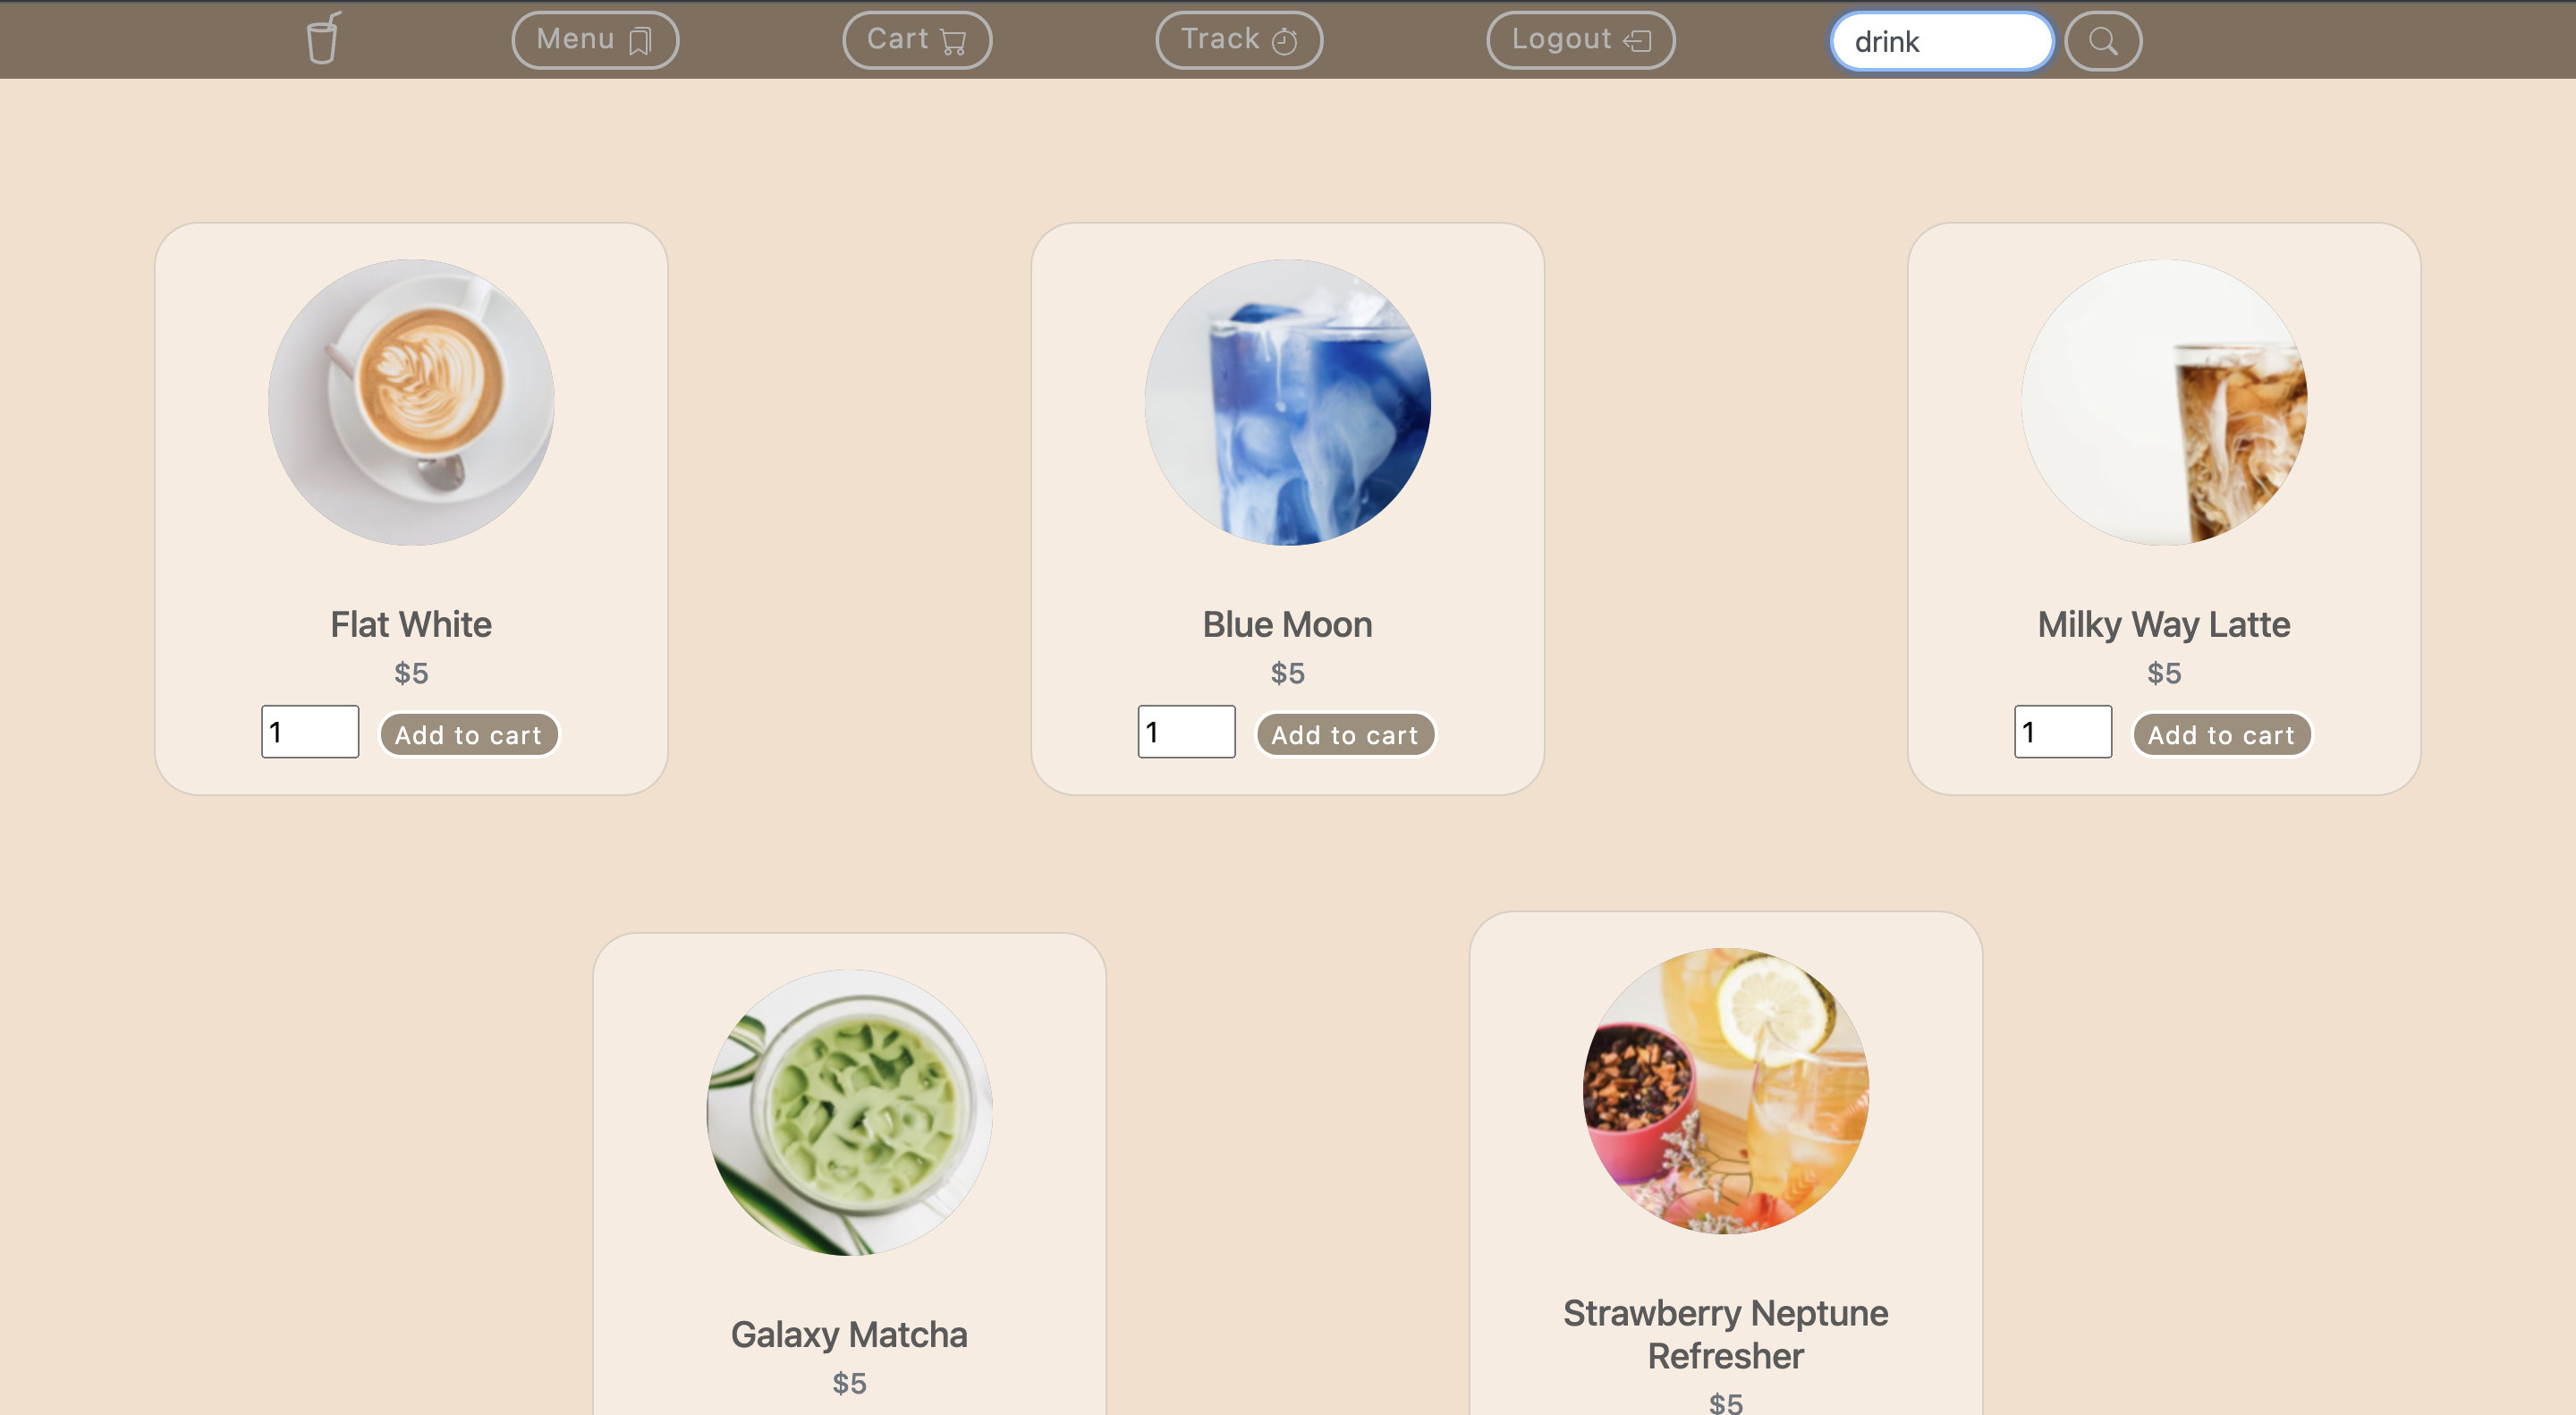 Menu
Cart
Track
Logout
drink
Flat White
$5
1
Add to cart
Blue Moon
$5
1
Add to cart
Milky Way Latte
$5
1
Add to cart
Galaxy Matcha
$5
Strawberry Neptune
Refresher
$5